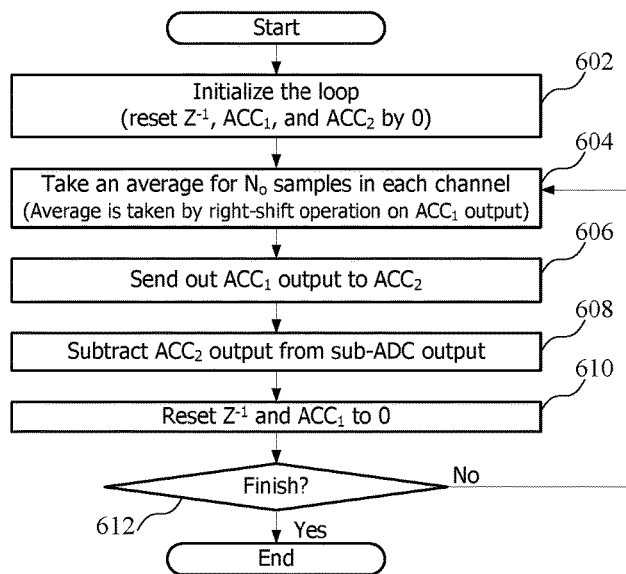 Start
602
Initialize the loop
(reset Z⁻¹, ACC₁, and ACC₂ by 0)
604
Take an average for Nₒ samples in each channel
(Average is taken by right-shift operation on ACC₁ output)
606
Send out ACC₁ output to ACC₂
608
Subtract ACC₂ output from sub-ADC output
610
Reset Z⁻¹ and ACC₁ to 0
Finish?
No
612
Yes
End